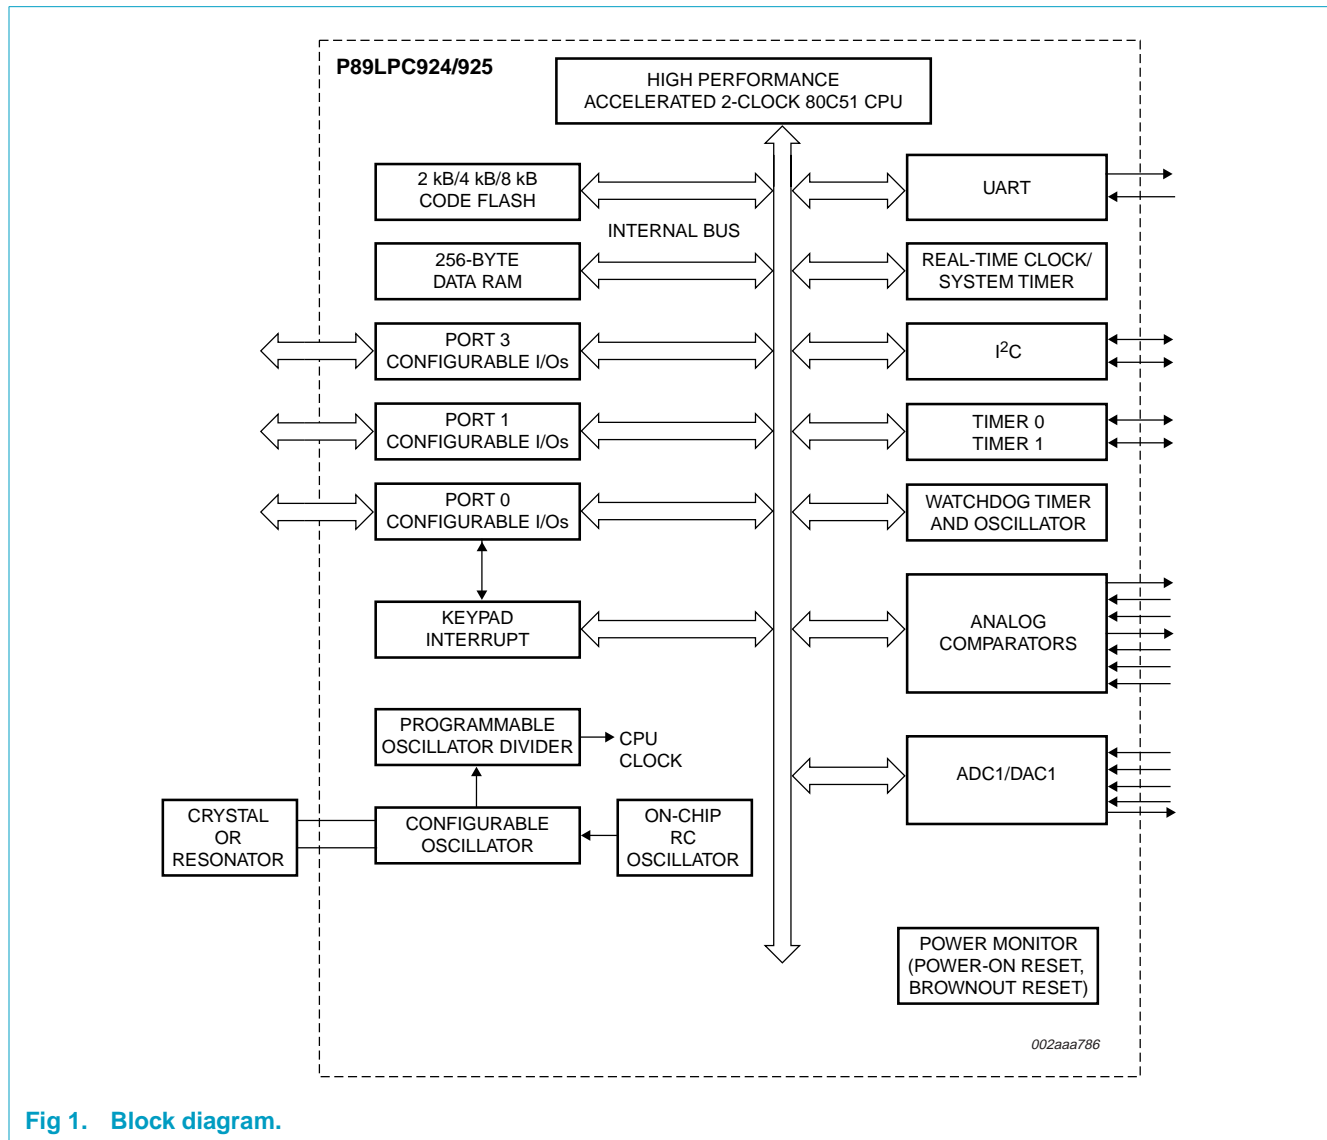 P89LPC924/925
HIGH PERFORMANCE
ACCELERATED 2-CLOCK 80C51 CPU
2 kB/4 kB/8 kB
CODE FLASH
INTERNAL BUS
256-BYTE
DATA RAM
PORT 3
CONFIGURABLE I/Os
PORT 1
CONFIGURABLE I/Os
PORT 0
CONFIGURABLE I/Os
KEYPAD
INTERRUPT
PROGRAMMABLE
OSCILLATOR DIVIDER
CPU
CLOCK
CRYSTAL
OR
RESONATOR
CONFIGURABLE
OSCILLATOR
ON-CHIP
RC
OSCILLATOR
UART
REAL-TIME CLOCK/
SYSTEM TIMER
I²C
TIMER 0
TIMER 1
WATCHDOG TIMER
AND OSCILLATOR
ANALOG
COMPARATORS
ADC1/DAC1
POWER MONITOR
(POWER-ON RESET,
BROWNOUT RESET)
002aaa786
Fig 1. Block diagram.